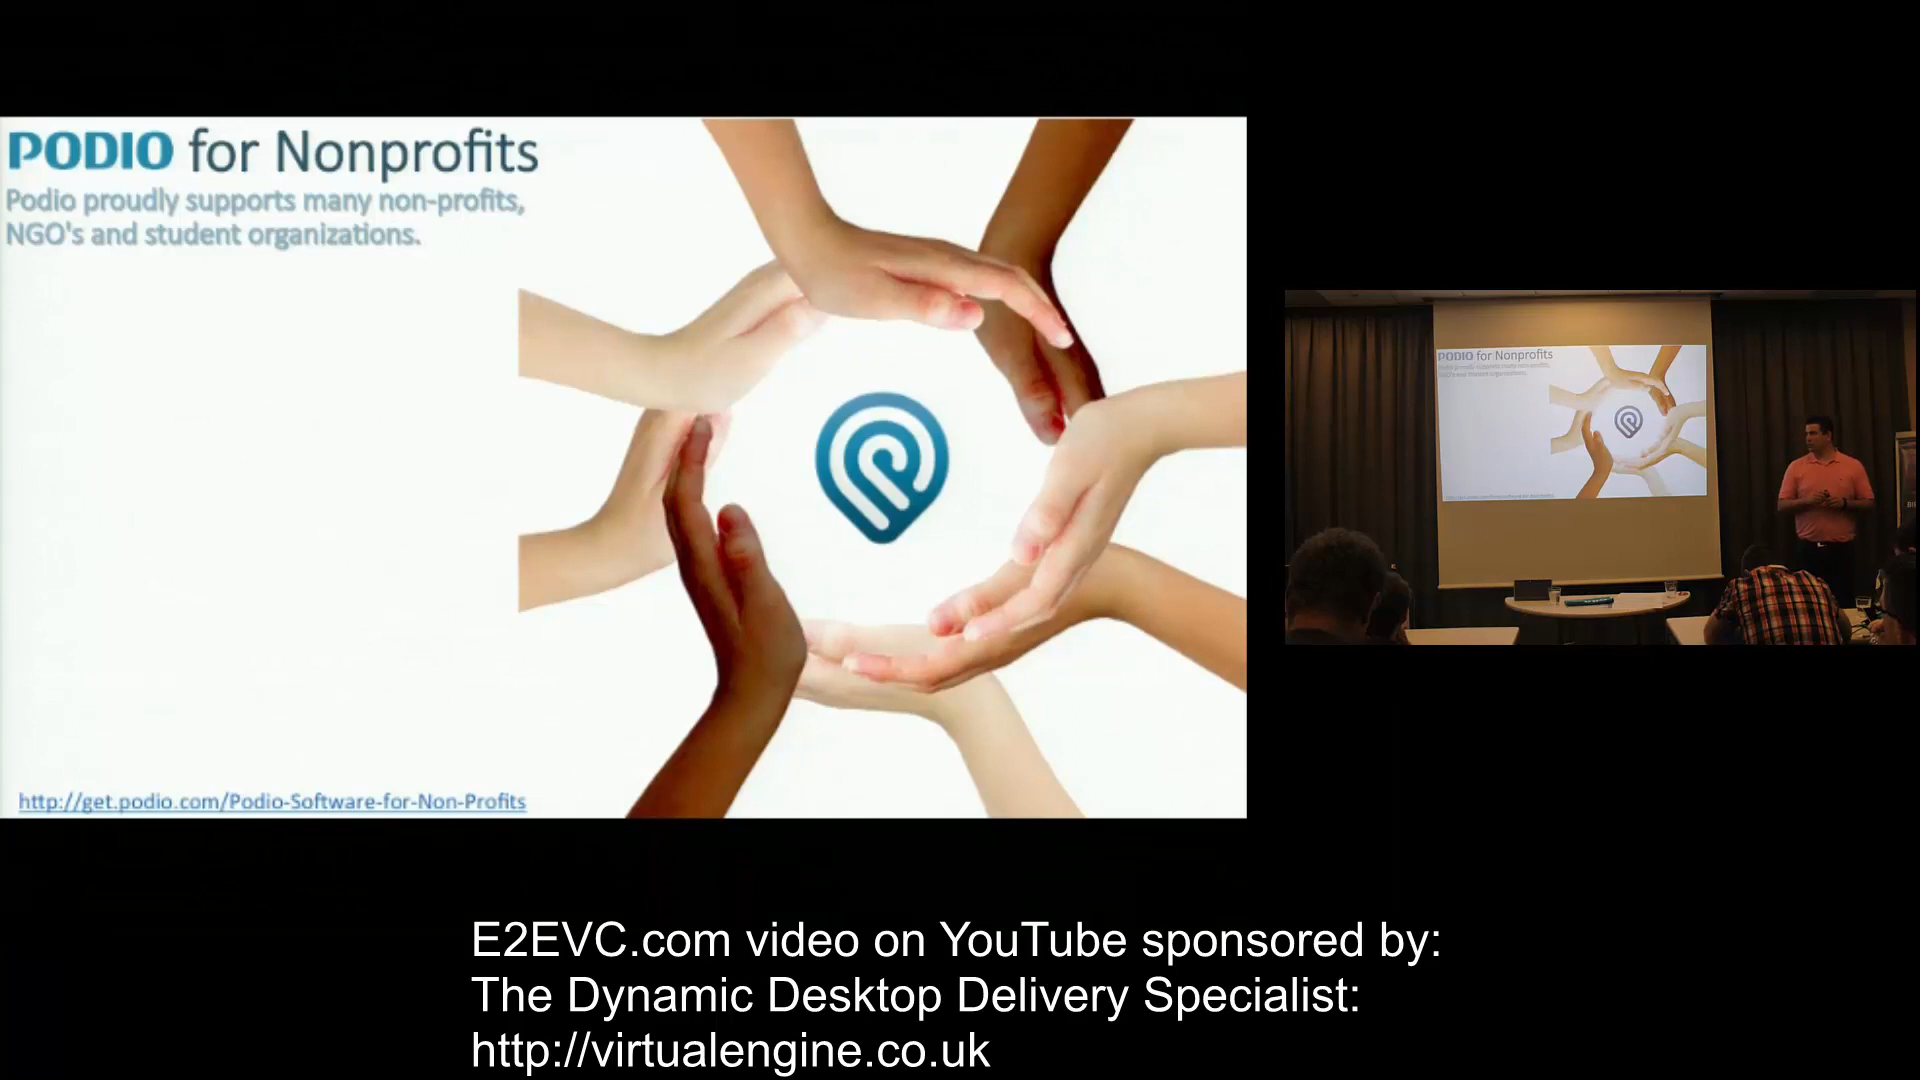 PODIO for Nonprofits
Podio proudly supports many non-profits,
NGO's and student organizations.
http://get.podio.com/Podio-Software-for-Non-Profits
PODIO for Nonprofits
E2EVC.com video on YouTube sponsored by:
The Dynamic Desktop Delivery Specialist:
http://virtualengine.co.uk